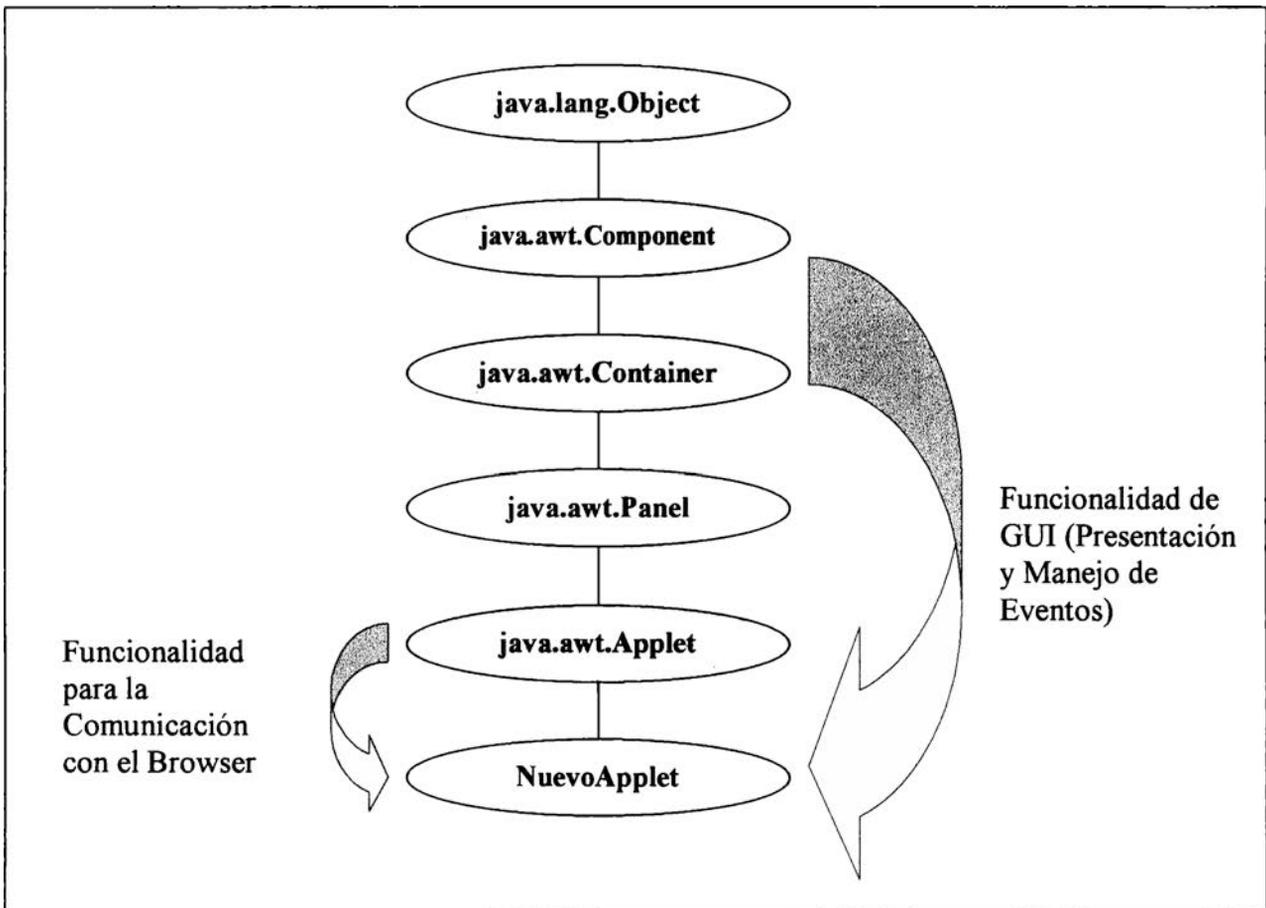 java.lang.Object
java.awt.Component
java.awt.Container
java.awt.Panel
java.awt.Applet
NuevoApplet
Funcionalidad de
GUI (Presentación
y Manejo de
Eventos)
Funcionalidad
para la
Comunicación
con el Browser